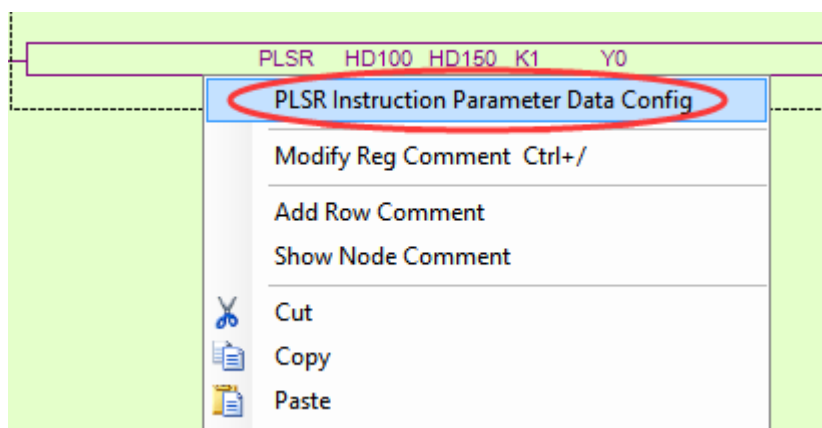 PLSR HD100 HD150 K1 Y0
PLSR Instruction Parameter Data Config
Modify Reg Comment Ctrl+/
Add Row Comment
Show Node Comment
Cut
Copy
Paste